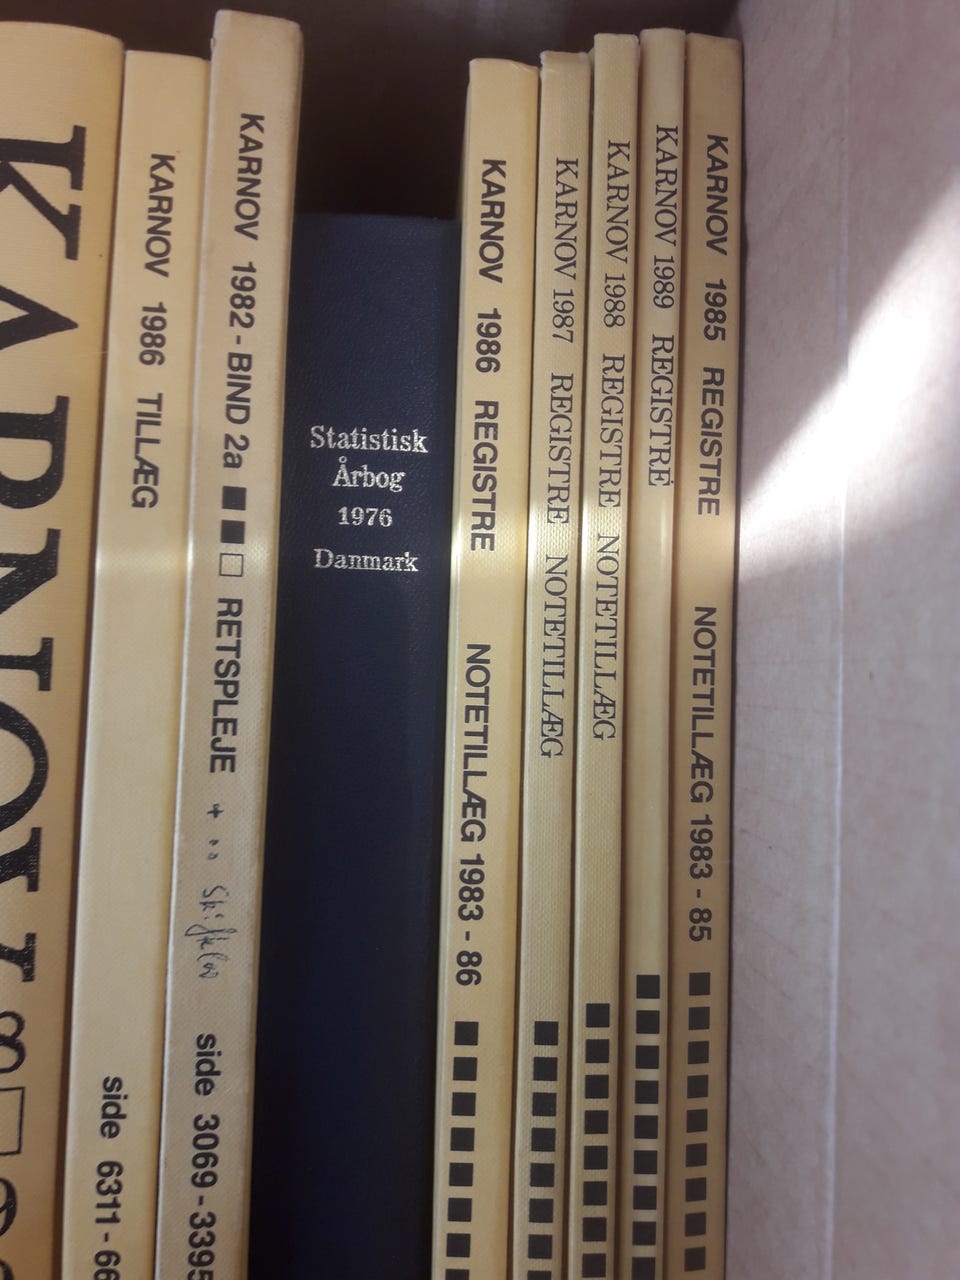 KARNOV
KARNOV 1986 TILLÆG side 6311-66
KARNOV 1982 - BIND 2a RETSPLEJE + side 3069-3395
Statistisk
Årbog
1976
Danmark
KARNOV 1986 REGISTRE NOTETILLÆG 1983 - 86
KARNOV 1987 REGISTRE NOTETILLÆG
KARNOV 1988 REGISTRE NOTETILLÆG
KARNOV 1989 REGISTRE
KARNOV 1985 REGISTRE NOTETILLÆG 1983 - 85